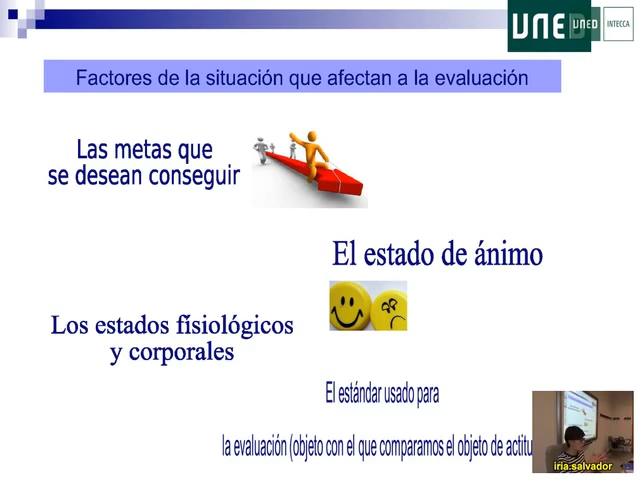 UNED
UNED
INTECCA
Factores de la situación que afectan a la evaluación
Las metas que
se desean conseguir
El estado de ánimo
Los estados físiológicos
y corporales
El estándar usado para
la evaluación (objeto con el que comparamos el objeto de actitu
iria.salvador